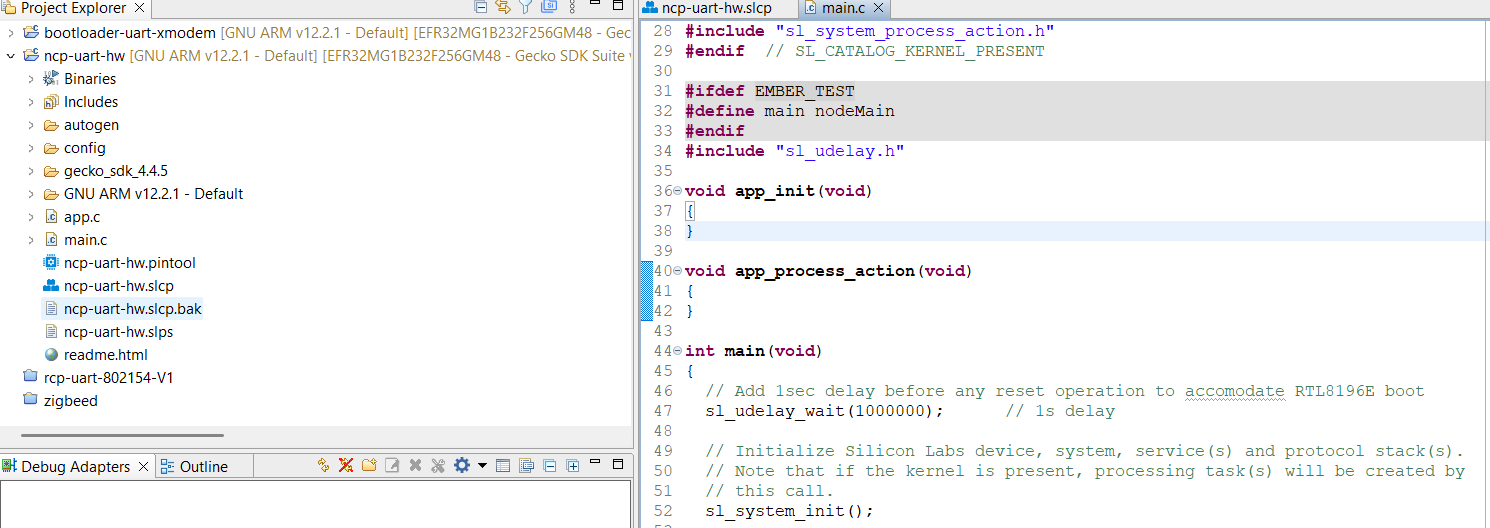 Project Explorer
bootloader-uart-xmodem [GNU ARM v12.2.1 - Default] [EFR32MG1B232F256GM48 - Gec
ncp-uart-hw [GNU ARM v12.2.1 - Default] [EFR32MG1B232F256GM48 - Gecko SDK Suite v
Binaries
Includes
autogen
config
gecko_sdk_4.4.5
GNU ARM v12.2.1 - Default
app.c
main.c
ncp-uart-hw.pintool
ncp-uart-hw.slcp
ncp-uart-hw.slcp.bak
ncp-uart-hw.slps
readme.html
rcp-uart-802154-V1
zigbeed
Debug Adapters
Outline
ncp-uart-hw.slcp
main.c
28 #include "sl_system_process_action.h"
29 #endif  // SL_CATALOG_KERNEL_PRESENT
30
31 #ifdef EMBER_TEST
32 #define main nodeMain
33 #endif
34 #include "sl_udelay.h"
35
36 void app_init(void)
37 {
38 }
39
40 void app_process_action(void)
41 {
42 }
43
44 int main(void)
45 {
46   // Add 1sec delay before any reset operation to accomodate RTL8196E boot
47   sl_udelay_wait(1000000);      // 1s delay
48
49   // Initialize Silicon Labs device, system, service(s) and protocol stack(s).
50   // Note that if the kernel is present, processing task(s) will be created by
51   // this call.
52   sl_system_init();